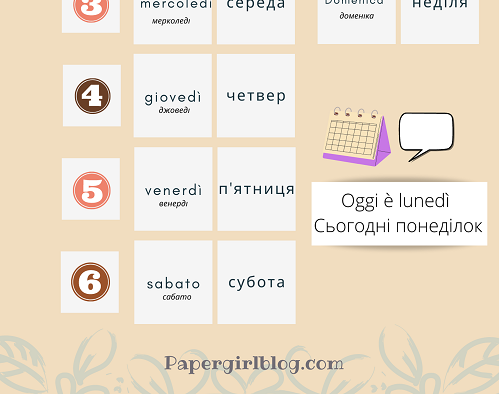 3
mercoledì
мерколеді
середа
Domenica
доменіка
неділя
4
giovedì
джоведі
четвер
5
venerdì
венерді
п'ятниця
Oggi è lunedì
Сьогодні понеділок
6
sabato
сабато
субота
Papergirlblog.com